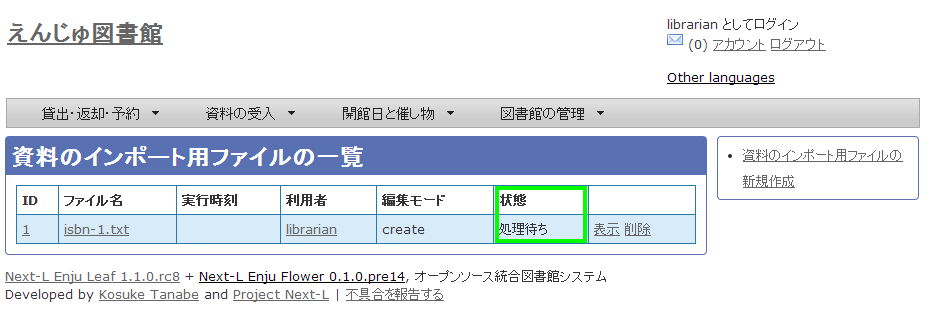 えんじゅ図書館
librarian としてログイン
(0) アカウント ログアウト
Other languages
貸出・返却・予約 資料の受入 開館日と催し物 図書館の管理
資料のインポート用ファイルの一覧
ID ファイル名 実行時刻 利用者 編集モード 状態
1 isbn-1.txt librarian create 処理待ち 表示 削除
資料のインポート用ファイルの
新規作成
Next-L Enju Leaf 1.1.0.rc8 + Next-L Enju Flower 0.1.0.pre14, オープンソース統合図書館システム
Developed by Kosuke Tanabe and Project Next-L | 不具合を報告する